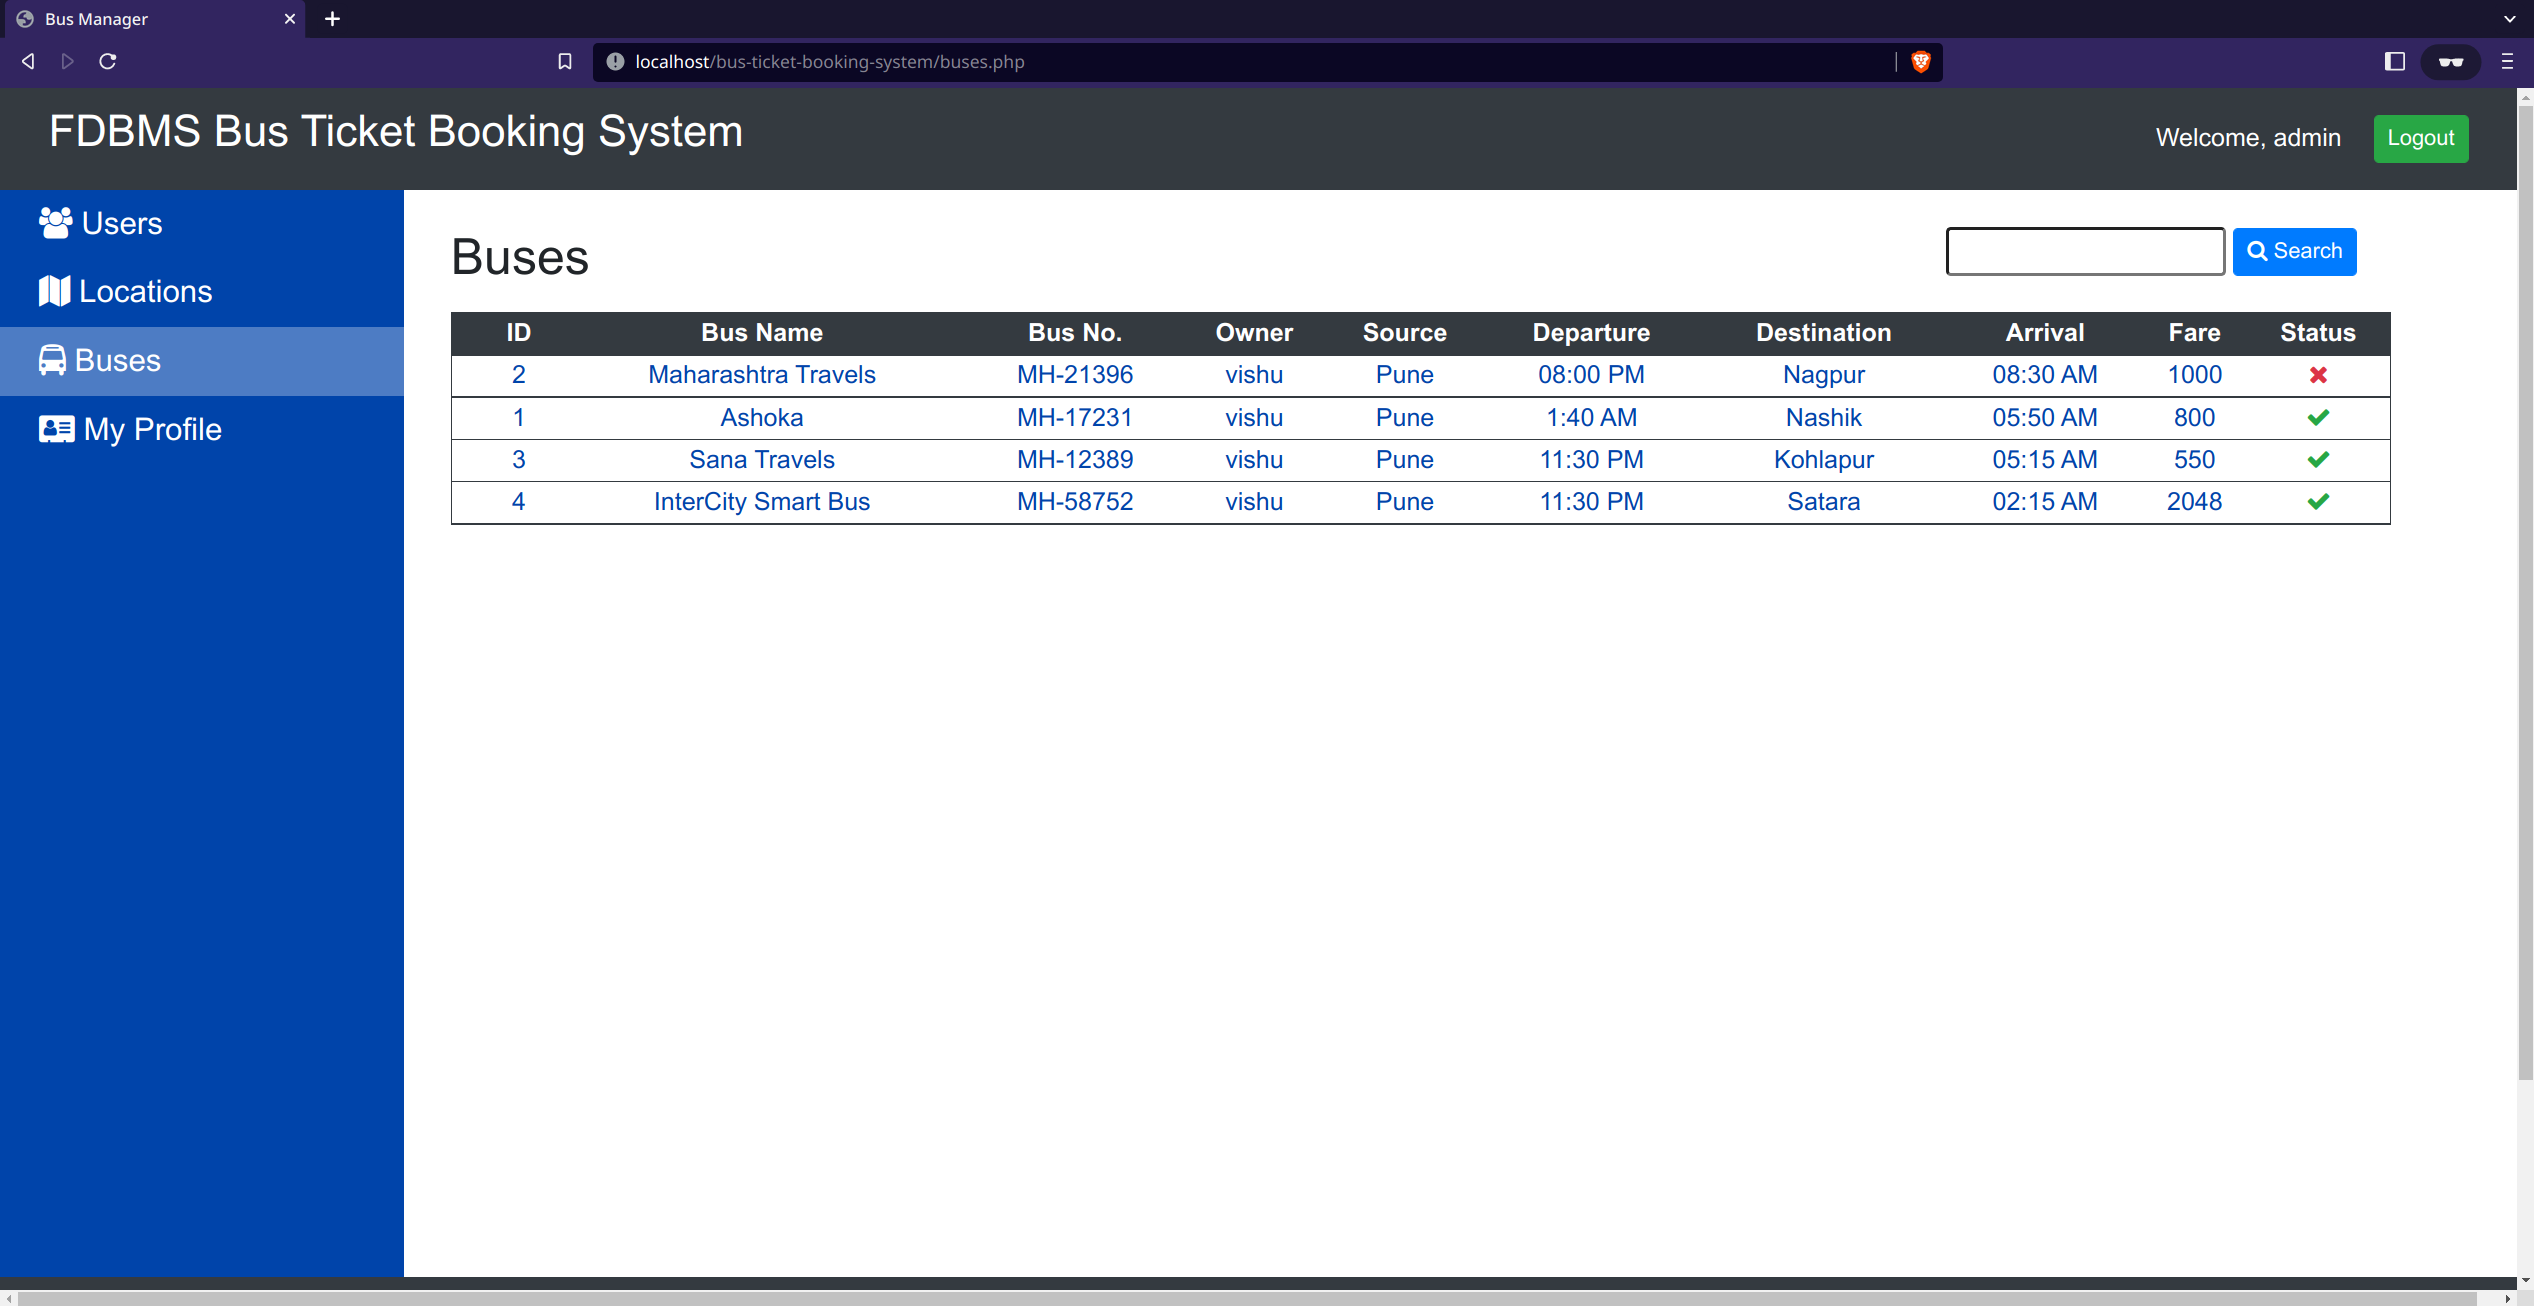 Bus Manager
localhost/bus-ticket-booking-system/buses.php
FDBMS Bus Ticket Booking System
Welcome, admin
Logout
Users
Locations
Buses
My Profile
Buses
Search
ID Bus Name Bus No. Owner Source Departure Destination Arrival Fare Status
2 Maharashtra Travels MH-21396 vishu Pune 08:00 PM Nagpur 08:30 AM 1000
1 Ashoka MH-17231 vishu Pune 1:40 AM Nashik 05:50 AM 800
3 Sana Travels MH-12389 vishu Pune 11:30 PM Kohlapur 05:15 AM 550
4 InterCity Smart Bus MH-58752 vishu Pune 11:30 PM Satara 02:15 AM 2048